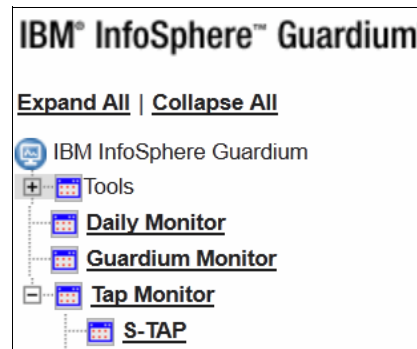 IBM® InfoSphere™ Guardium
Expand All | Collapse All
IBM InfoSphere Guardium
Tools
Daily Monitor
Guardium Monitor
Tap Monitor
S-TAP